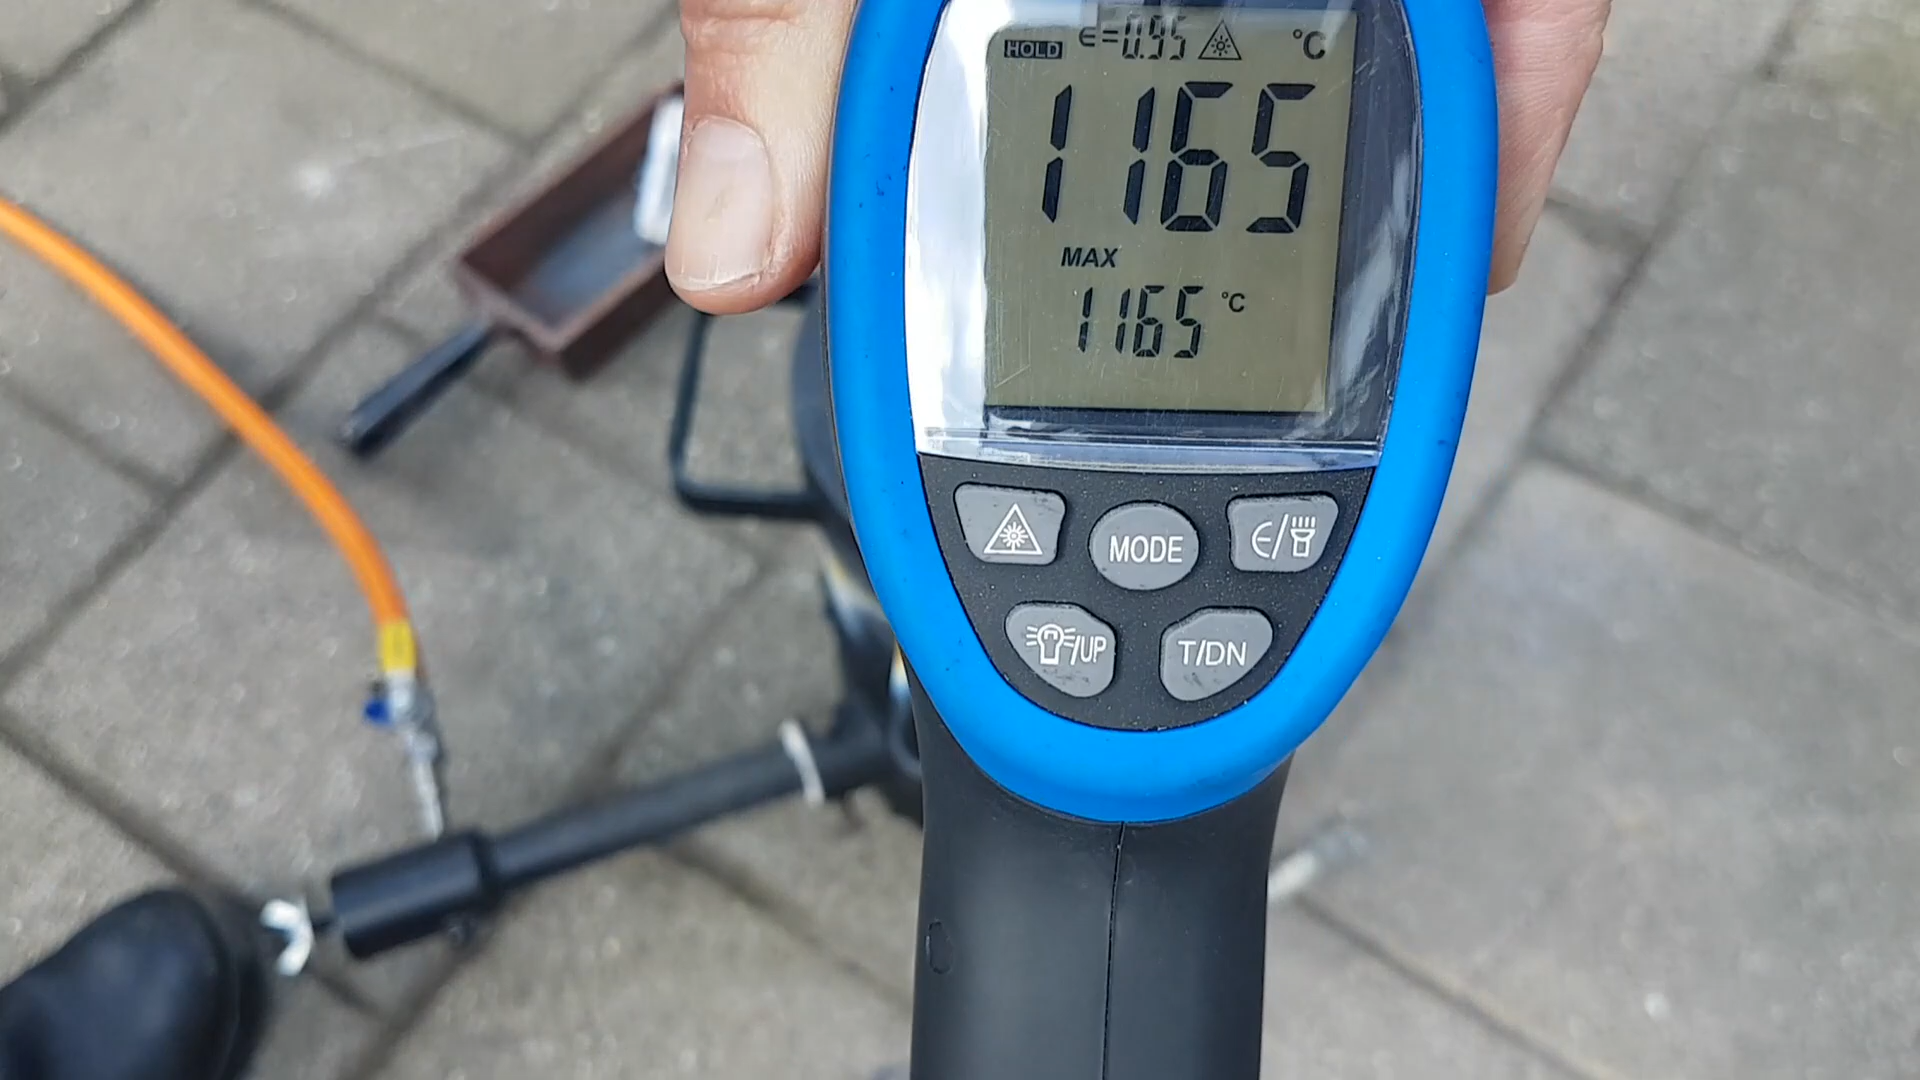 HOLD ϵ=0.95 °C
1165
MAX
1165 °C
MODE ϵ/
/UP T/DN